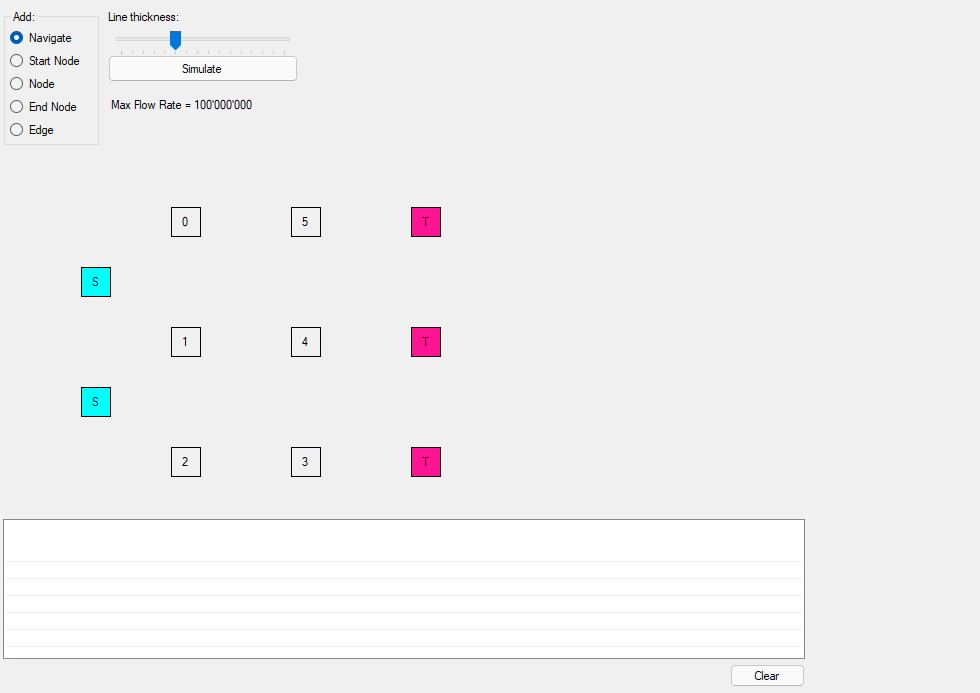 Add:
Line thickness:
Navigate
Start Node
Simulate
Node
End Node
Max Flow Rate = 100'000'000
Edge
0
5
T
S
1
4
T
S
2
3
T
Clear